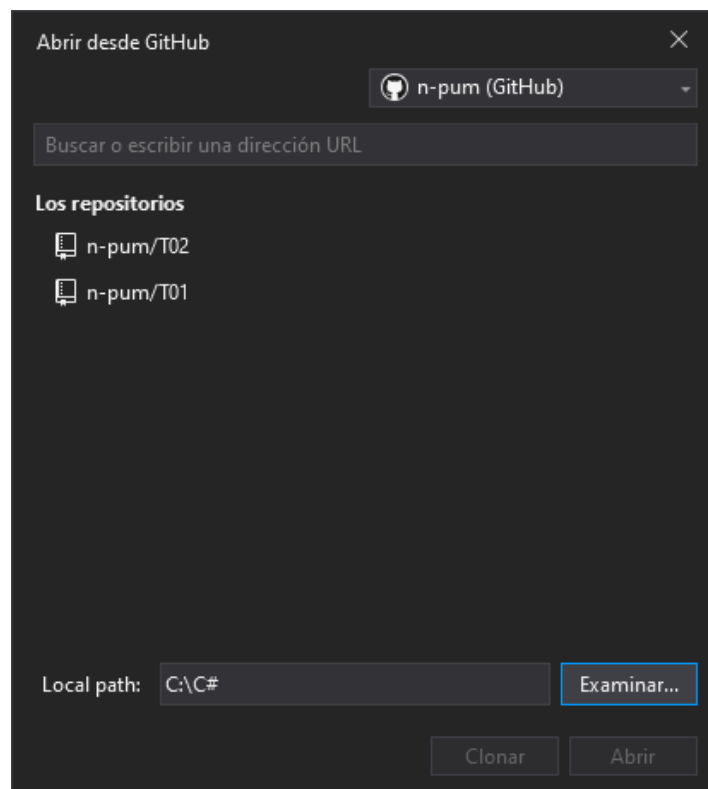 Abrir desde GitHub
n-pum (GitHub)
Buscar o escribir una dirección URL
Los repositorios
n-pum/T02
n-pum/T01
Local path: C:\C# Examinar...
Clonar Abrir